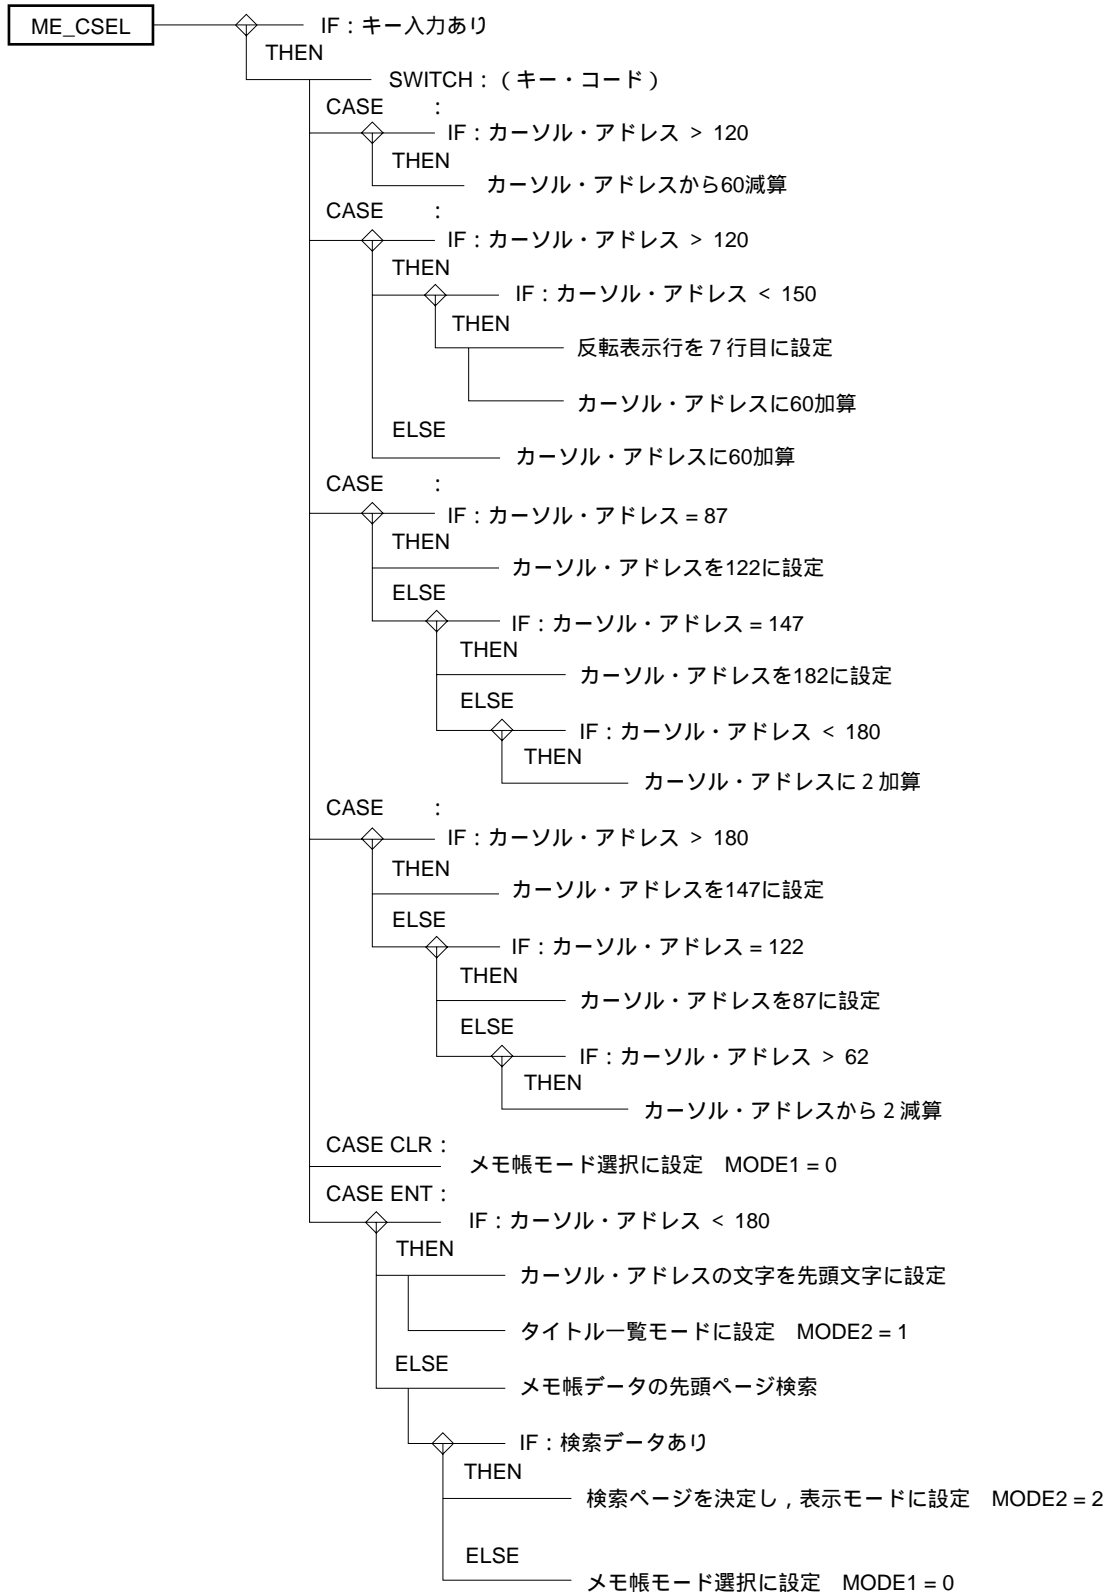 ME_CSEL
IF：キー入力あり
THEN
SWITCH：（キー・コード）
CASE　　：
IF：カーソル・アドレス > 120
THEN
カーソル・アドレスから60減算
CASE　　：
IF：カーソル・アドレス > 120
THEN
IF：カーソル・アドレス < 150
THEN
反転表示行を７行目に設定
カーソル・アドレスに60加算
ELSE
カーソル・アドレスに60加算
CASE　　：
IF：カーソル・アドレス = 87
THEN
カーソル・アドレスを122に設定
ELSE
IF：カーソル・アドレス = 147
THEN
カーソル・アドレスを182に設定
ELSE
IF：カーソル・アドレス < 180
THEN
カーソル・アドレスに２加算
CASE　　：
IF：カーソル・アドレス > 180
THEN
カーソル・アドレスを147に設定
ELSE
IF：カーソル・アドレス = 122
THEN
カーソル・アドレスを87に設定
ELSE
IF：カーソル・アドレス > 62
THEN
カーソル・アドレスから２減算
CASE CLR：
メモ帳モード選択に設定　MODE1 = 0
CASE ENT：
IF：カーソル・アドレス < 180
THEN
カーソル・アドレスの文字を先頭文字に設定
タイトル一覧モードに設定　MODE2 = 1
ELSE
メモ帳データの先頭ページ検索
IF：検索データあり
THEN
検索ページを決定し，表示モードに設定　MODE2 = 2
ELSE
メモ帳モード選択に設定　MODE1 = 0